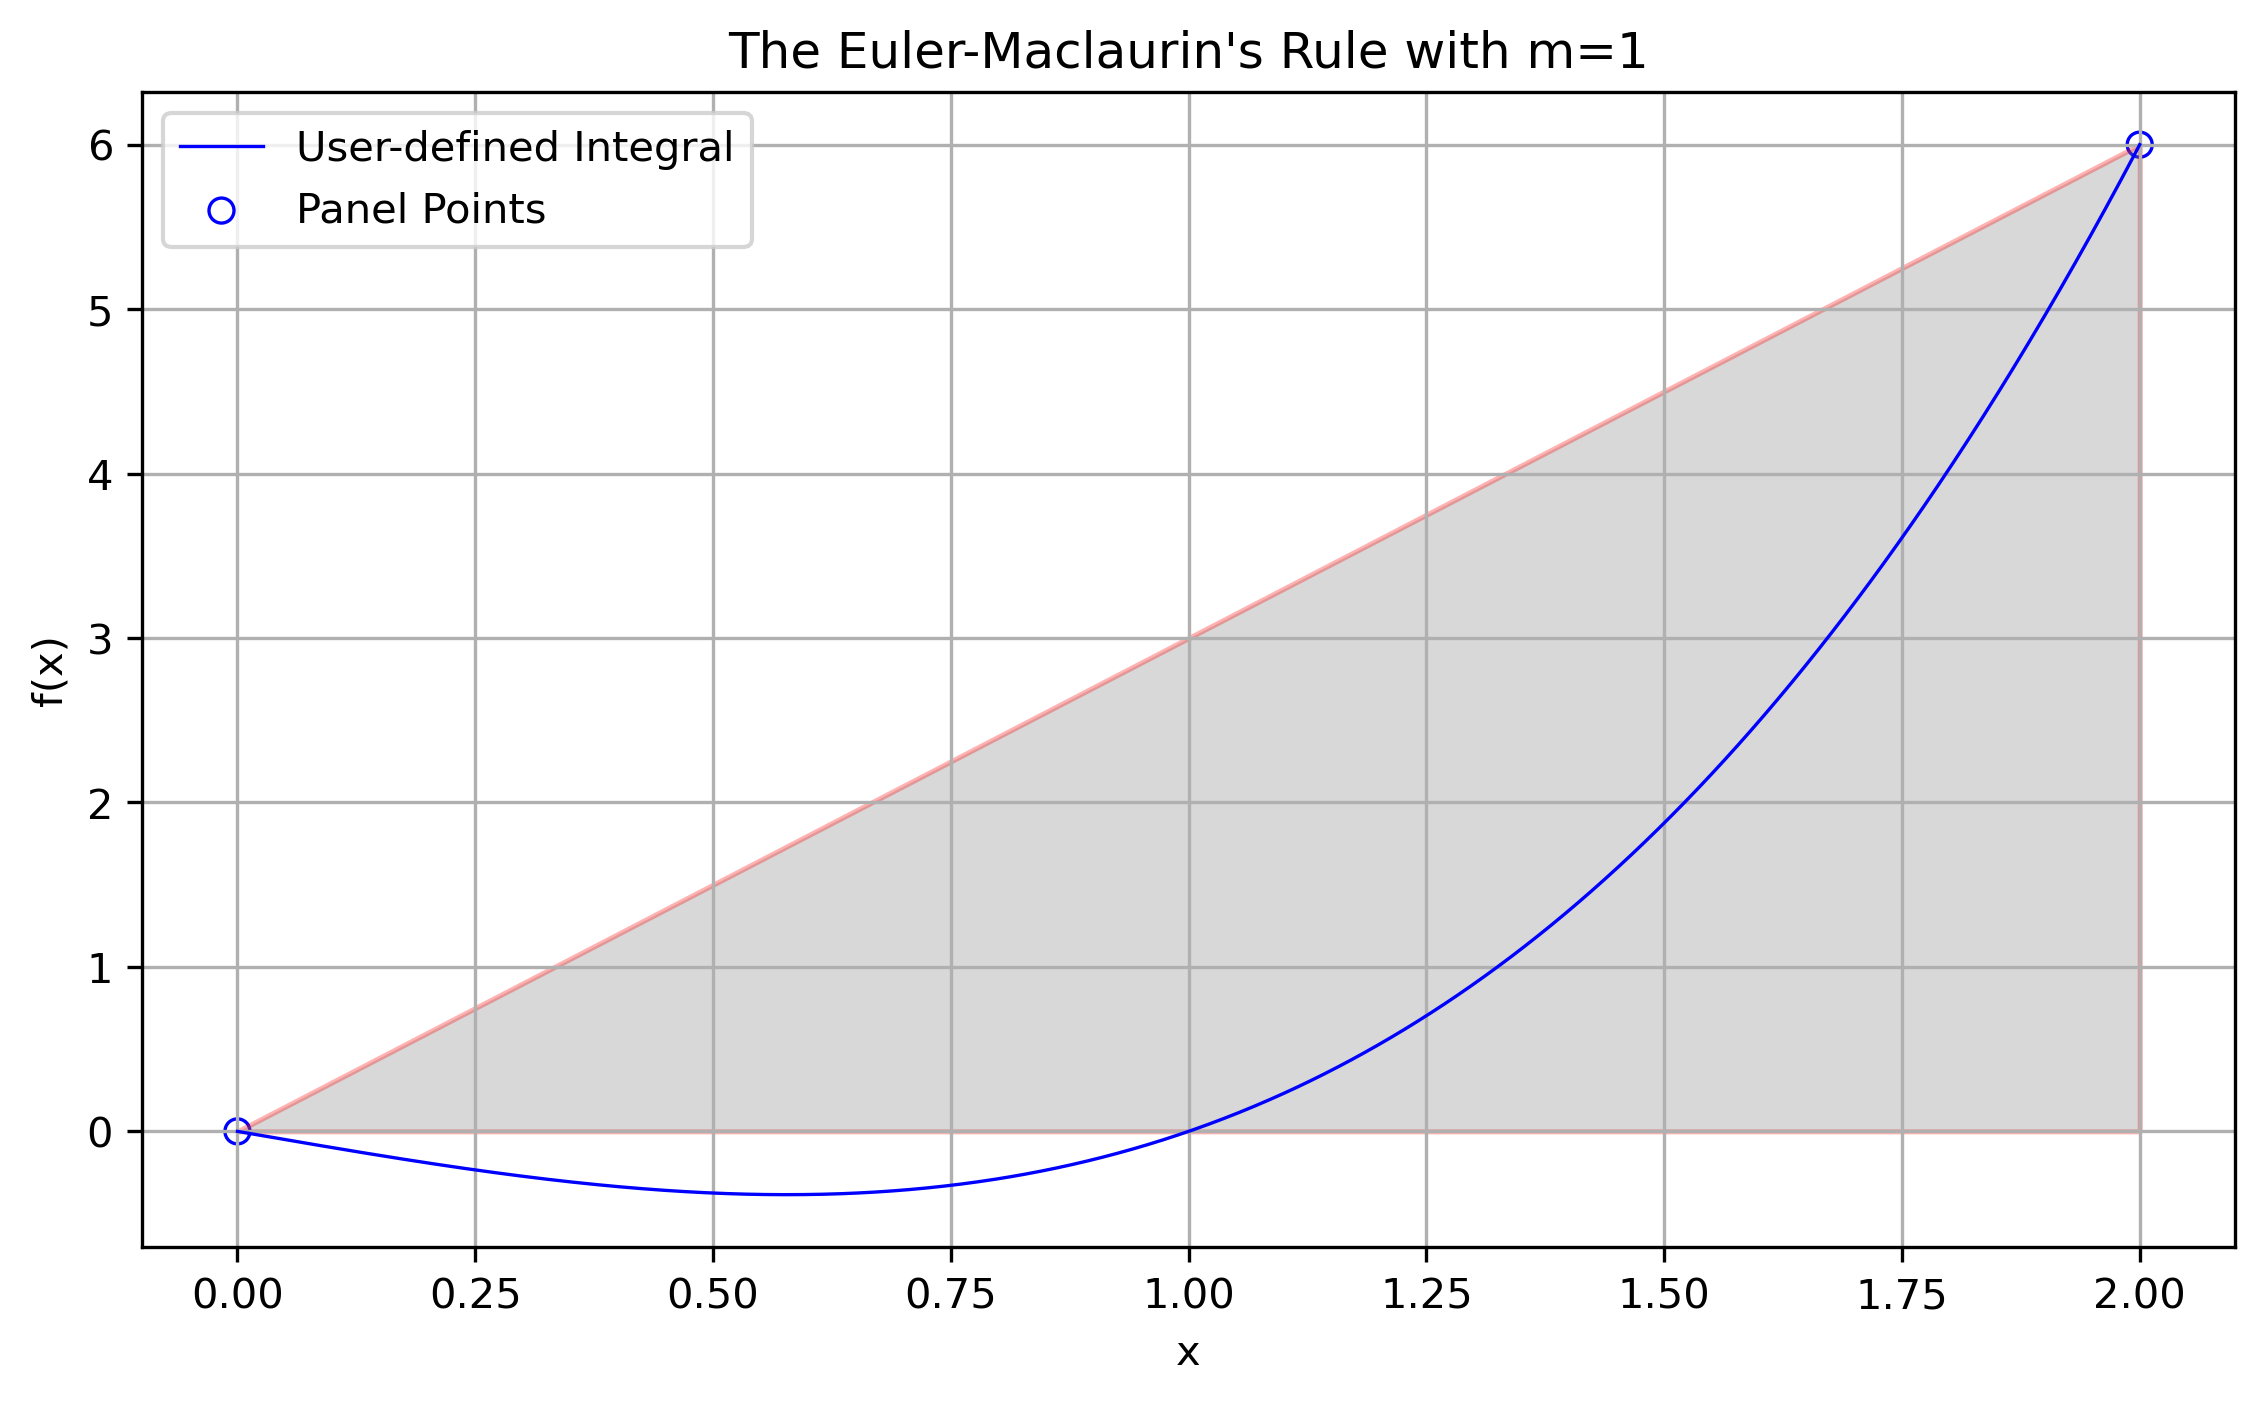 The Euler-Maclaurin's Rule with m=1
User-defined Integral
Panel Points
6
5
4
3
2
1
0
f(x)
0.00 0.25 0.50 0.75 1.00 1.25 1.50 1.75 2.00
x